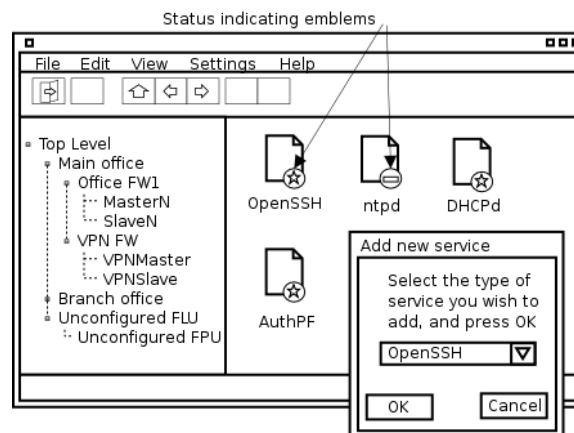 Status indicating emblems
File Edit View Settings Help
Top Level
Main office
Office FW1
MasterN
SlaveN
VPN FW
VPNMaster
VPNSlave
Branch office
Unconfigured FLU
Unconfigured FPU
OpenSSH ntpd DHCPd
AuthPF
Add new service
Select the type of
service you wish to
add, and press OK
OpenSSH
OK Cancel